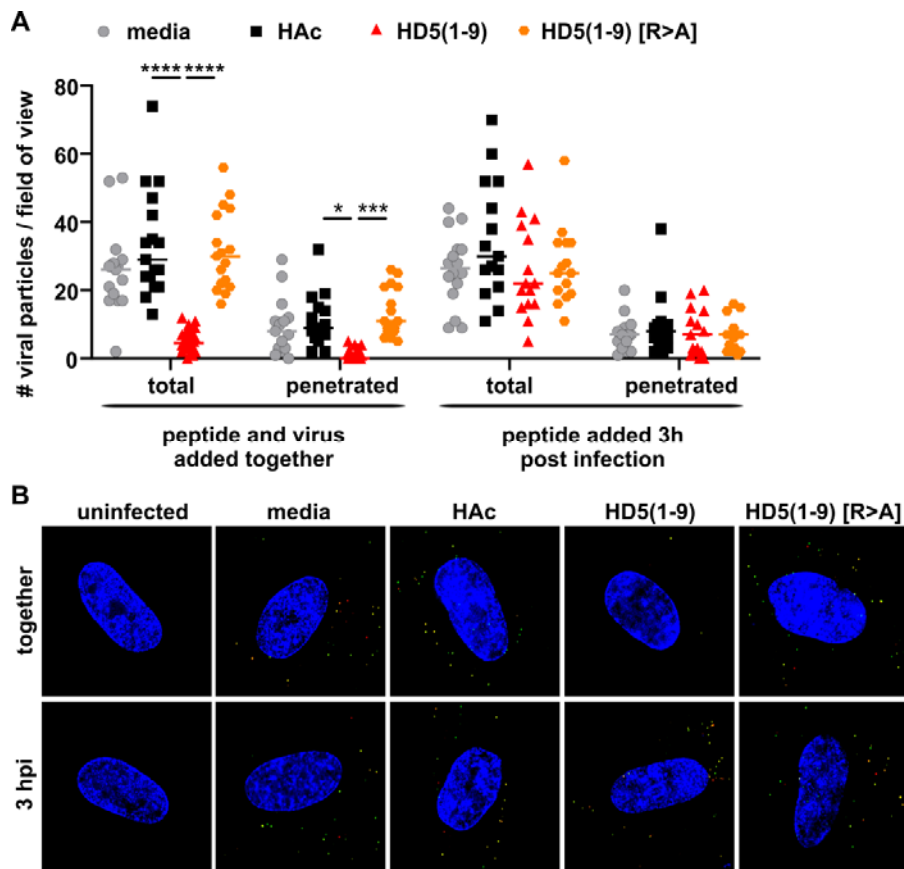 A
media HAc HD5(1-9) HD5(1-9) [R>A]
**** ****
* ***
# viral particles / field of view
80
60
40
20
0
total penetrated total penetrated
peptide and virus
added together
peptide added 3h
post infection
B
uninfected media HAc HD5(1-9) HD5(1-9) [R>A]
together
3 hpi